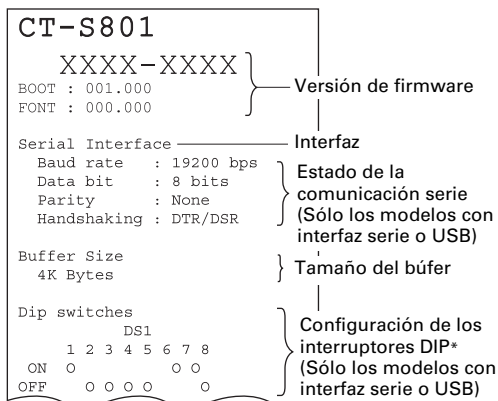 CT-S801
XXXX-XXXX
BOOT : 001.000
FONT : 000.000
Versión de firmware
Serial Interface
Interfaz
Baud rate : 19200 bps
Data bit : 8 bits
Parity : None
Handshaking : DTR/DSR
Estado de la
comunicación serie
(Sólo los modelos con
interfaz serie o USB)
Buffer Size
4K Bytes
Tamaño del búfer
Dip switches
DS1
1 2 3 4 5 6 7 8
ON O O O
OFF O O O O O
Configuración de los
interruptores DIP*
(Sólo los modelos con
interfaz serie o USB)